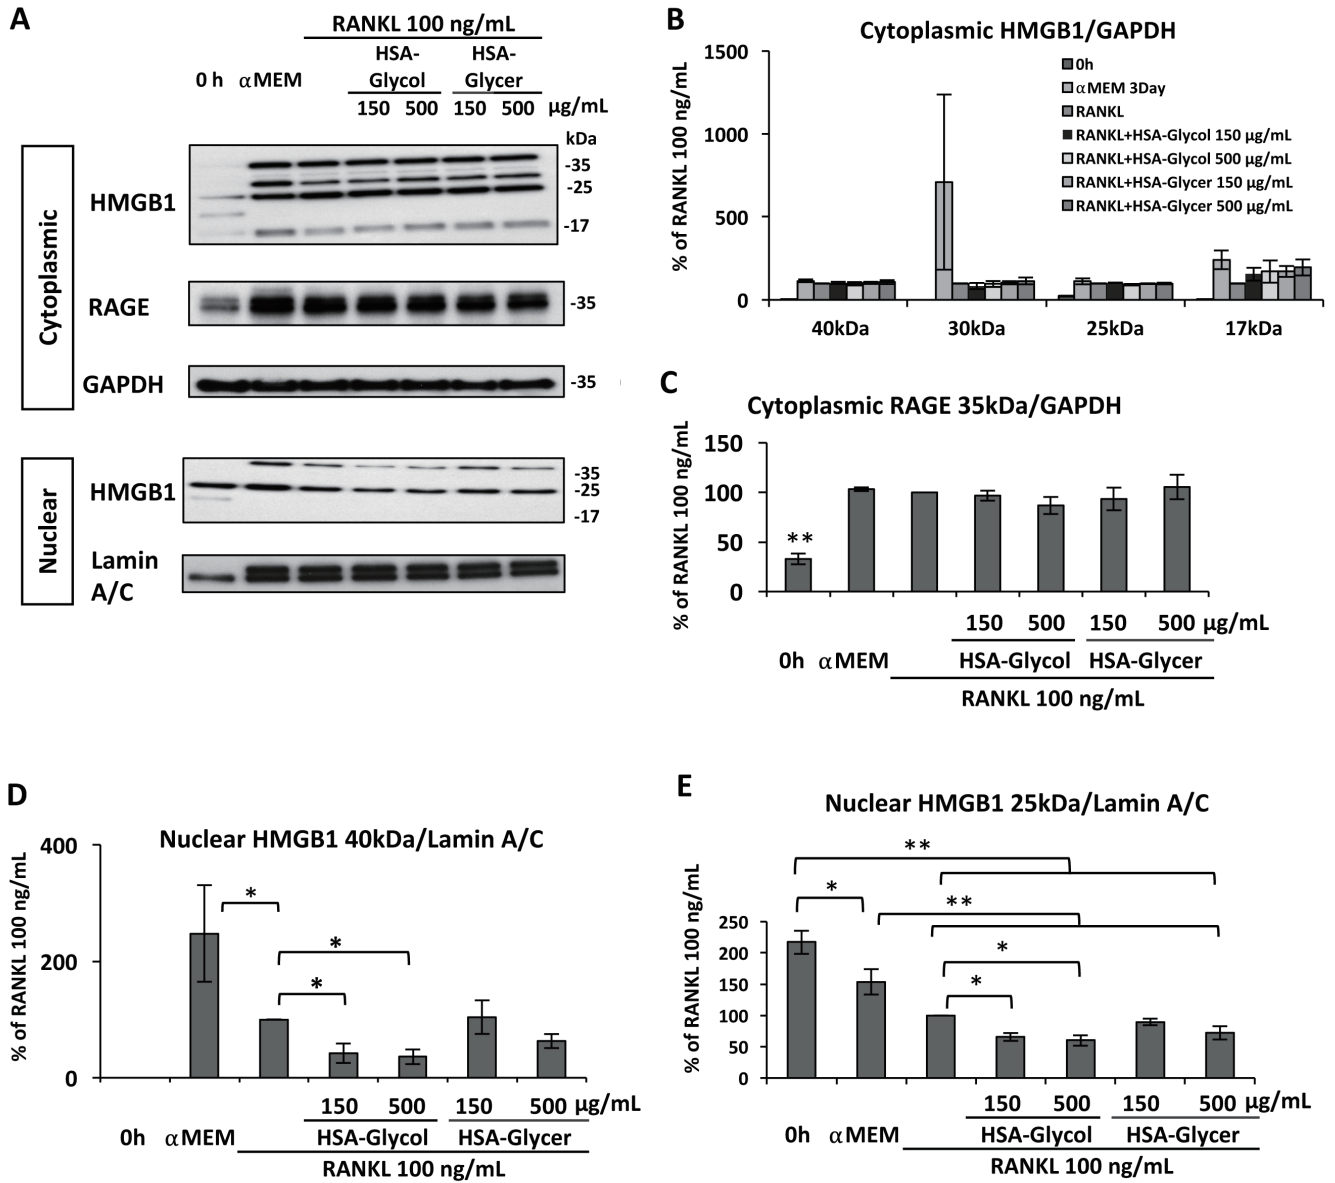 A
RANKL 100 ng/mL
HSA-
Glycol
HSA-
Glycer
0 h αMEM
150 500 150 500 µg/mL
kDa
Cytoplasmic
HMGB1
-35
-25
-17
RAGE
-35
GAPDH
-35
Nuclear
HMGB1
-35
-25
-17
Lamin
A/C
B
Cytoplasmic HMGB1/GAPDH
% of RANKL 100 ng/mL
1500
1000
500
0
0h
αMEM 3Day
RANKL
RANKL+HSA-Glycol 150 µg/mL
RANKL+HSA-Glycol 500 µg/mL
RANKL+HSA-Glycer 150 µg/mL
RANKL+HSA-Glycer 500 µg/mL
40kDa 30kDa 25kDa 17kDa
C
Cytoplasmic RAGE 35kDa/GAPDH
% of RANKL 100 ng/mL
150
100
50
0
**
150 500 150 500 µg/mL
0h αMEM HSA-Glycol HSA-Glycer
RANKL 100 ng/mL
D
Nuclear HMGB1 40kDa/Lamin A/C
% of RANKL 100 ng/mL
400
200
0
*
*
*
150 500 150 500 µg/mL
0h αMEM HSA-Glycol HSA-Glycer
RANKL 100 ng/mL
E
Nuclear HMGB1 25kDa/Lamin A/C
% of RANKL 100 ng/mL
250
200
150
100
50
0
**
*
**
*
*
150 500 150 500 µg/mL
0h αMEM HSA-Glycol HSA-Glycer
RANKL 100 ng/mL